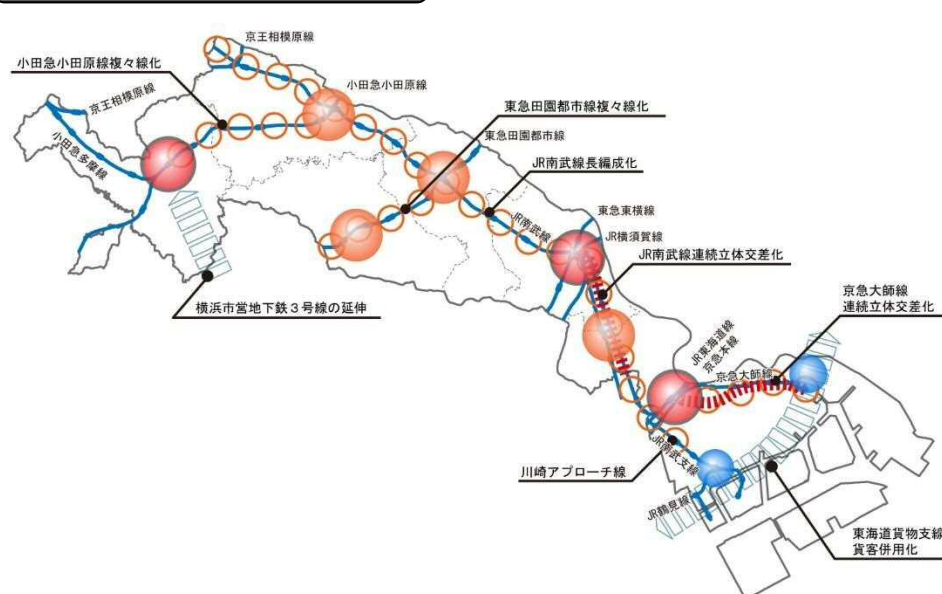 京王相模原線
小田急小田原線複々線化
小田急小田原線
京王相模原線
東急田園都市線複々線化
東急田園都市線
小田急多摩線
JR南武線長編成化
東急東横線
JR南武線
JR横須賀線
JR南武線連続立体交差化
京急大師線
連続立体交差化
横浜市営地下鉄3号線の延伸
JR東海道線
京急本線
京急大師線
JR南武支線
川崎アプローチ線
JR鶴見線
東海道貨物支線
貨客併用化